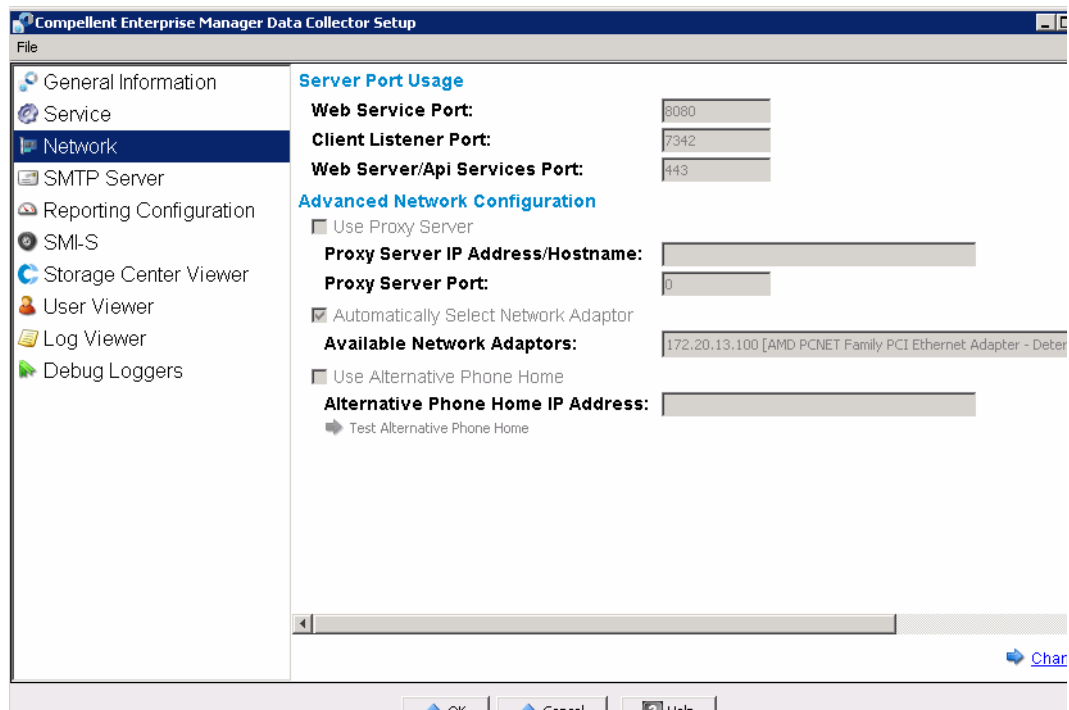 Compellent Enterprise Manager Data Collector Setup
File
General Information
Service
Network
SMTP Server
Reporting Configuration
SMI-S
Storage Center Viewer
User Viewer
Log Viewer
Debug Loggers
Server Port Usage
Web Service Port: 8080
Client Listener Port: 7342
Web Server/Api Services Port: 443
Advanced Network Configuration
Use Proxy Server
Proxy Server IP Address/Hostname:
Proxy Server Port: 0
Automatically Select Network Adaptor
Available Network Adaptors: 172.20.13.100 [AMD PCNET Family PCI Ethernet Adapter - Deter
Use Alternative Phone Home
Alternative Phone Home IP Address:
Test Alternative Phone Home
Chan
OK Cancel Help